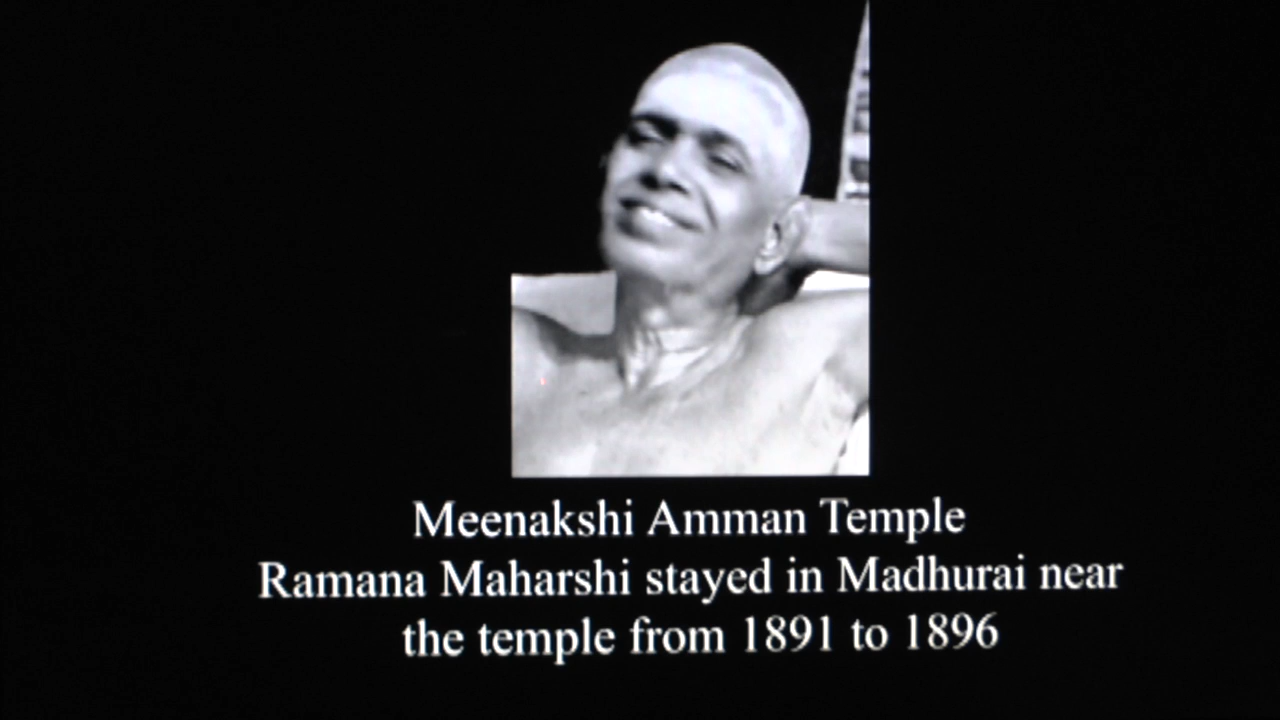 Meenakshi Amman Temple
Ramana Maharshi stayed in Madhurai near
the temple from 1891 to 1896